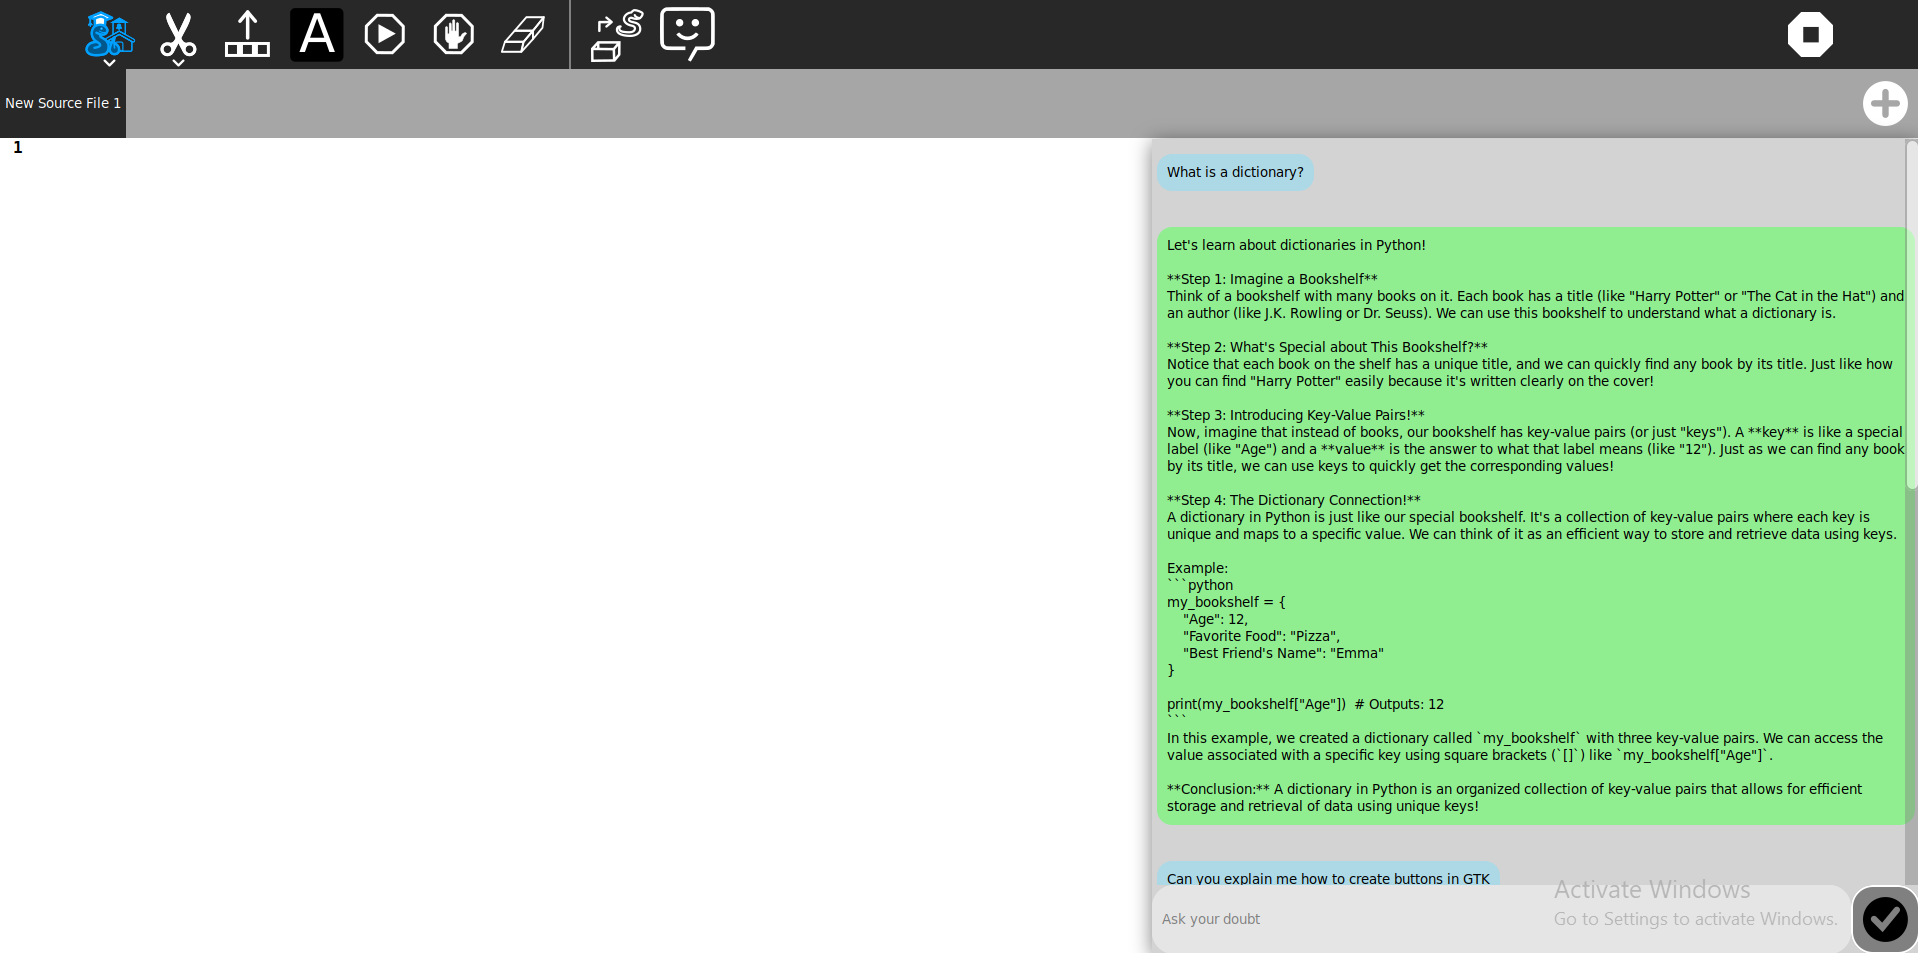 A
New Source File 1
1
What is a dictionary?
Let's learn about dictionaries in Python!
**Step 1: Imagine a Bookshelf**
Think of a bookshelf with many books on it. Each book has a title (like "Harry Potter" or "The Cat in the Hat") and
an author (like J.K. Rowling or Dr. Seuss). We can use this bookshelf to understand what a dictionary is.
**Step 2: What's Special about This Bookshelf?**
Notice that each book on the shelf has a unique title, and we can quickly find any book by its title. Just like how
you can find "Harry Potter" easily because it's written clearly on the cover!
**Step 3: Introducing Key-Value Pairs!**
Now, imagine that instead of books, our bookshelf has key-value pairs (or just "keys"). A **key** is like a special
label (like "Age") and a **value** is the answer to what that label means (like "12"). Just as we can find any book
by its title, we can use keys to quickly get the corresponding values!
**Step 4: The Dictionary Connection!**
A dictionary in Python is just like our special bookshelf. It's a collection of key-value pairs where each key is
unique and maps to a specific value. We can think of it as an efficient way to store and retrieve data using keys.
Example:
```python
my_bookshelf = {
    "Age": 12,
    "Favorite Food": "Pizza",
    "Best Friend's Name": "Emma"
}
print(my_bookshelf["Age"])  # Outputs: 12
```
In this example, we created a dictionary called `my_bookshelf` with three key-value pairs. We can access the
value associated with a specific key using square brackets (`[]`) like `my_bookshelf["Age"]`.
**Conclusion:** A dictionary in Python is an organized collection of key-value pairs that allows for efficient
storage and retrieval of data using unique keys!
Can you explain me how to create buttons in GTK
Activate Windows
Go to Settings to activate Windows.
Ask your doubt